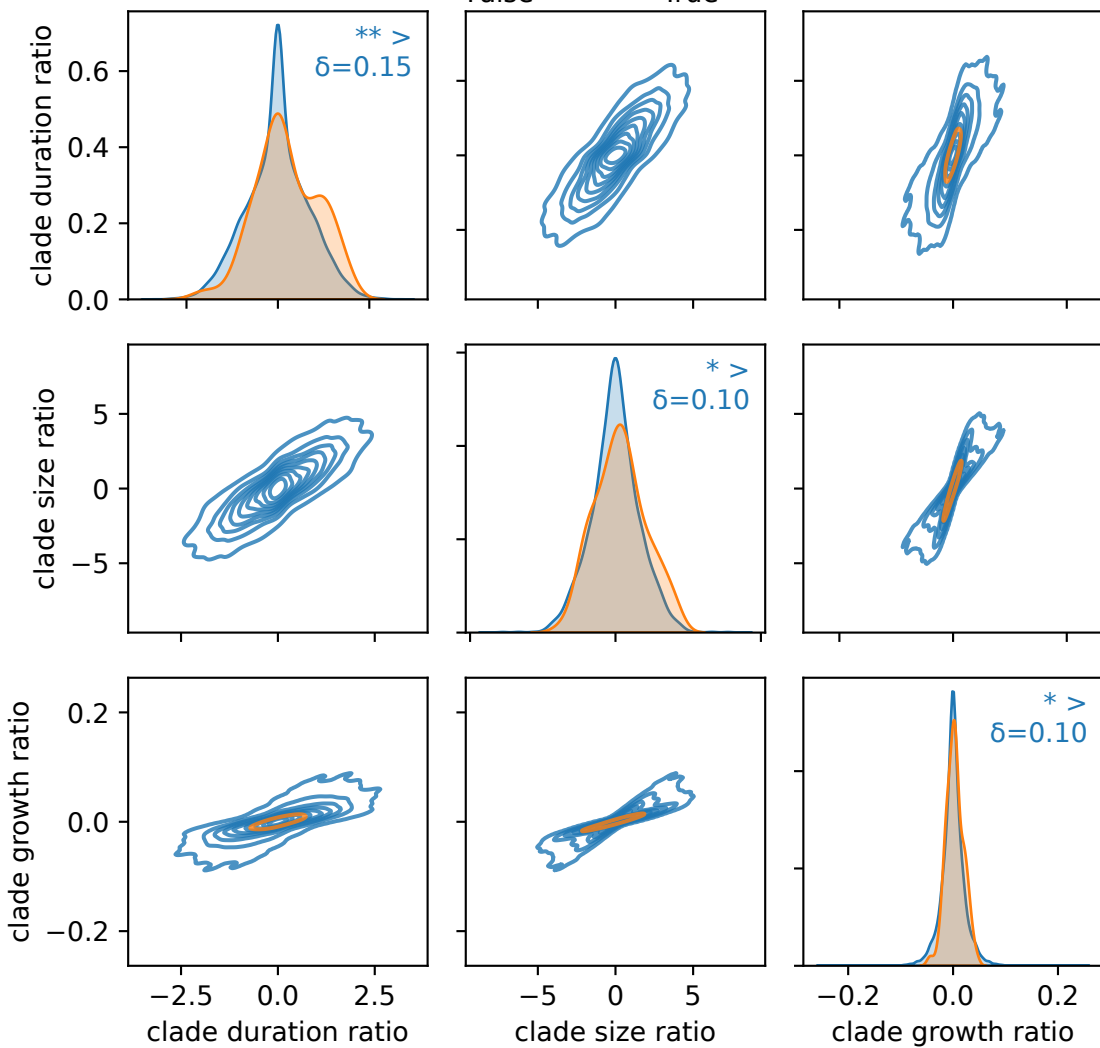 False True
clade duration ratio
0.6
0.4
0.2
0.0
** >
δ=0.15
clade size ratio
5
0
−5
* >
δ=0.10
clade growth ratio
0.2
0.0
−0.2
* >
δ=0.10
−2.5 0.0 2.5
clade duration ratio
−5 0 5
clade size ratio
−0.2 0.0 0.2
clade growth ratio